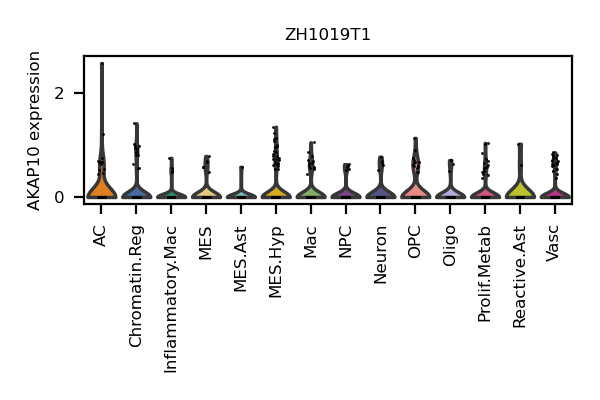 ZH1019T1
AKAP10 expression
2
0
AC
Chromatin.Reg
Inflammatory.Mac
MES
MES.Ast
MES.Hyp
Mac
NPC
Neuron
OPC
Oligo
Prolif.Metab
Reactive.Ast
Vasc